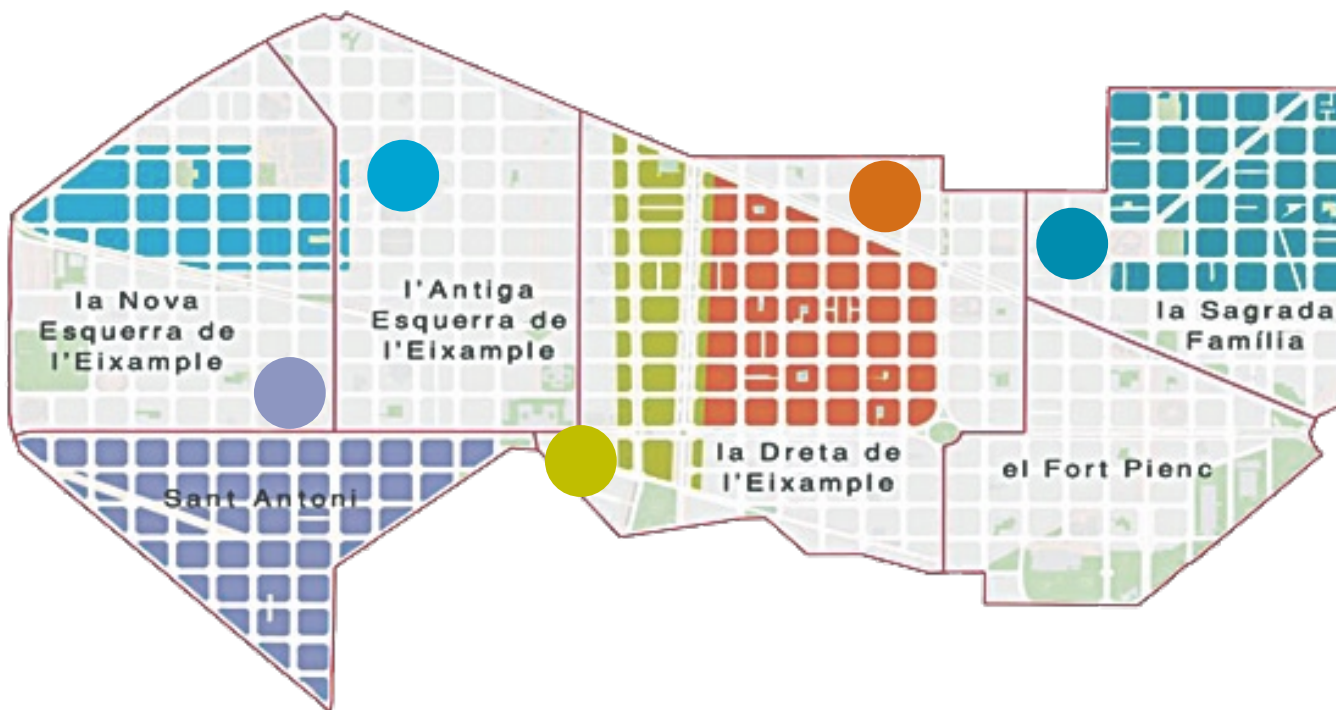 la Nova
Esquerra de
l'Eixample
l'Antiga
Esquerra de
l'Eixample
la Sagrada
Família
la Dreta de
l'Eixample
el Fort Pienc
Sant Antoni